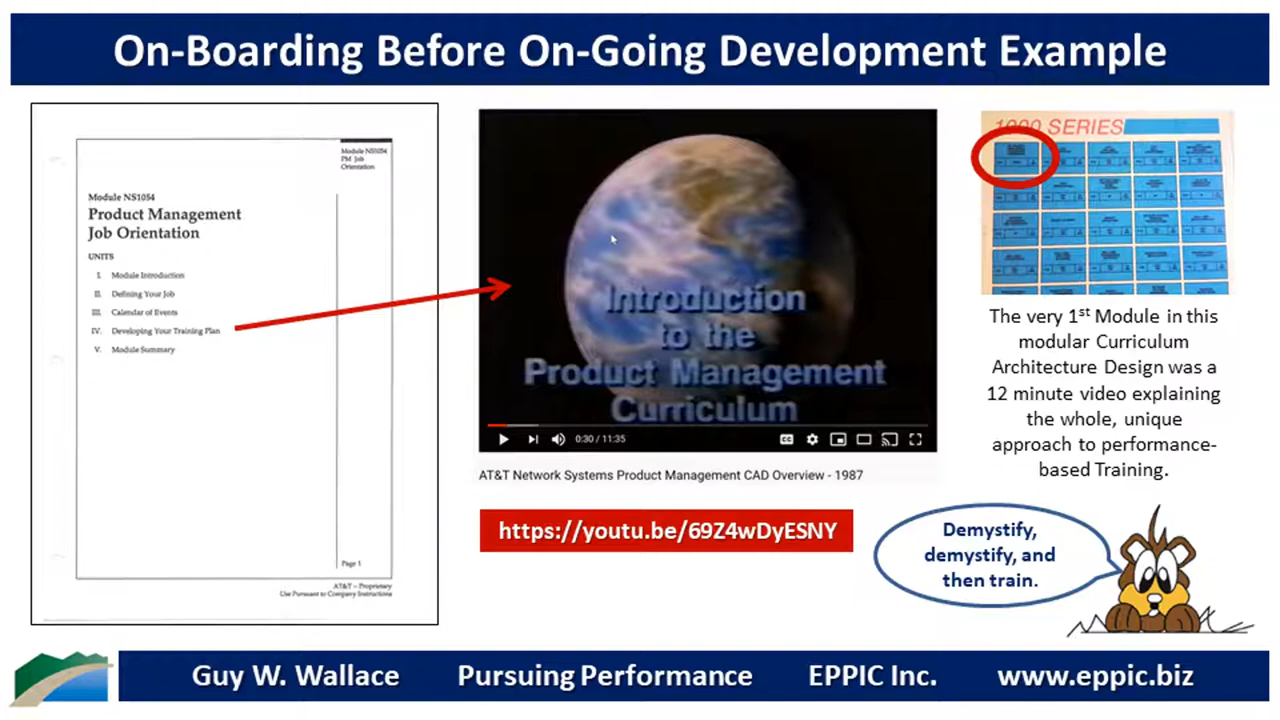 On-Boarding Before On-Going Development Example
Module NS1054
PM Job
Orientation
Module NS1054
Product Management
Job Orientation
UNITS
I. Module Introduction
II. Defining Your Job
III. Calendar of Events
IV. Developing Your Training Plan
V. Module Summary
Page 1
AT&T – Proprietary
Use Pursuant to Company Instructions
Introduction
to the
Product Management
Curriculum
0:30 / 11:35
CC
AT&T Network Systems Product Management CAD Overview - 1987
https://youtu.be/69Z4wDyESNY
1000 SERIES
The very 1st Module in this
modular Curriculum
Architecture Design was a
12 minute video explaining
the whole, unique
approach to performance-
based Training.
Demystify,
demystify, and
then train.
Guy W. Wallace Pursuing Performance EPPIC Inc. www.eppic.biz